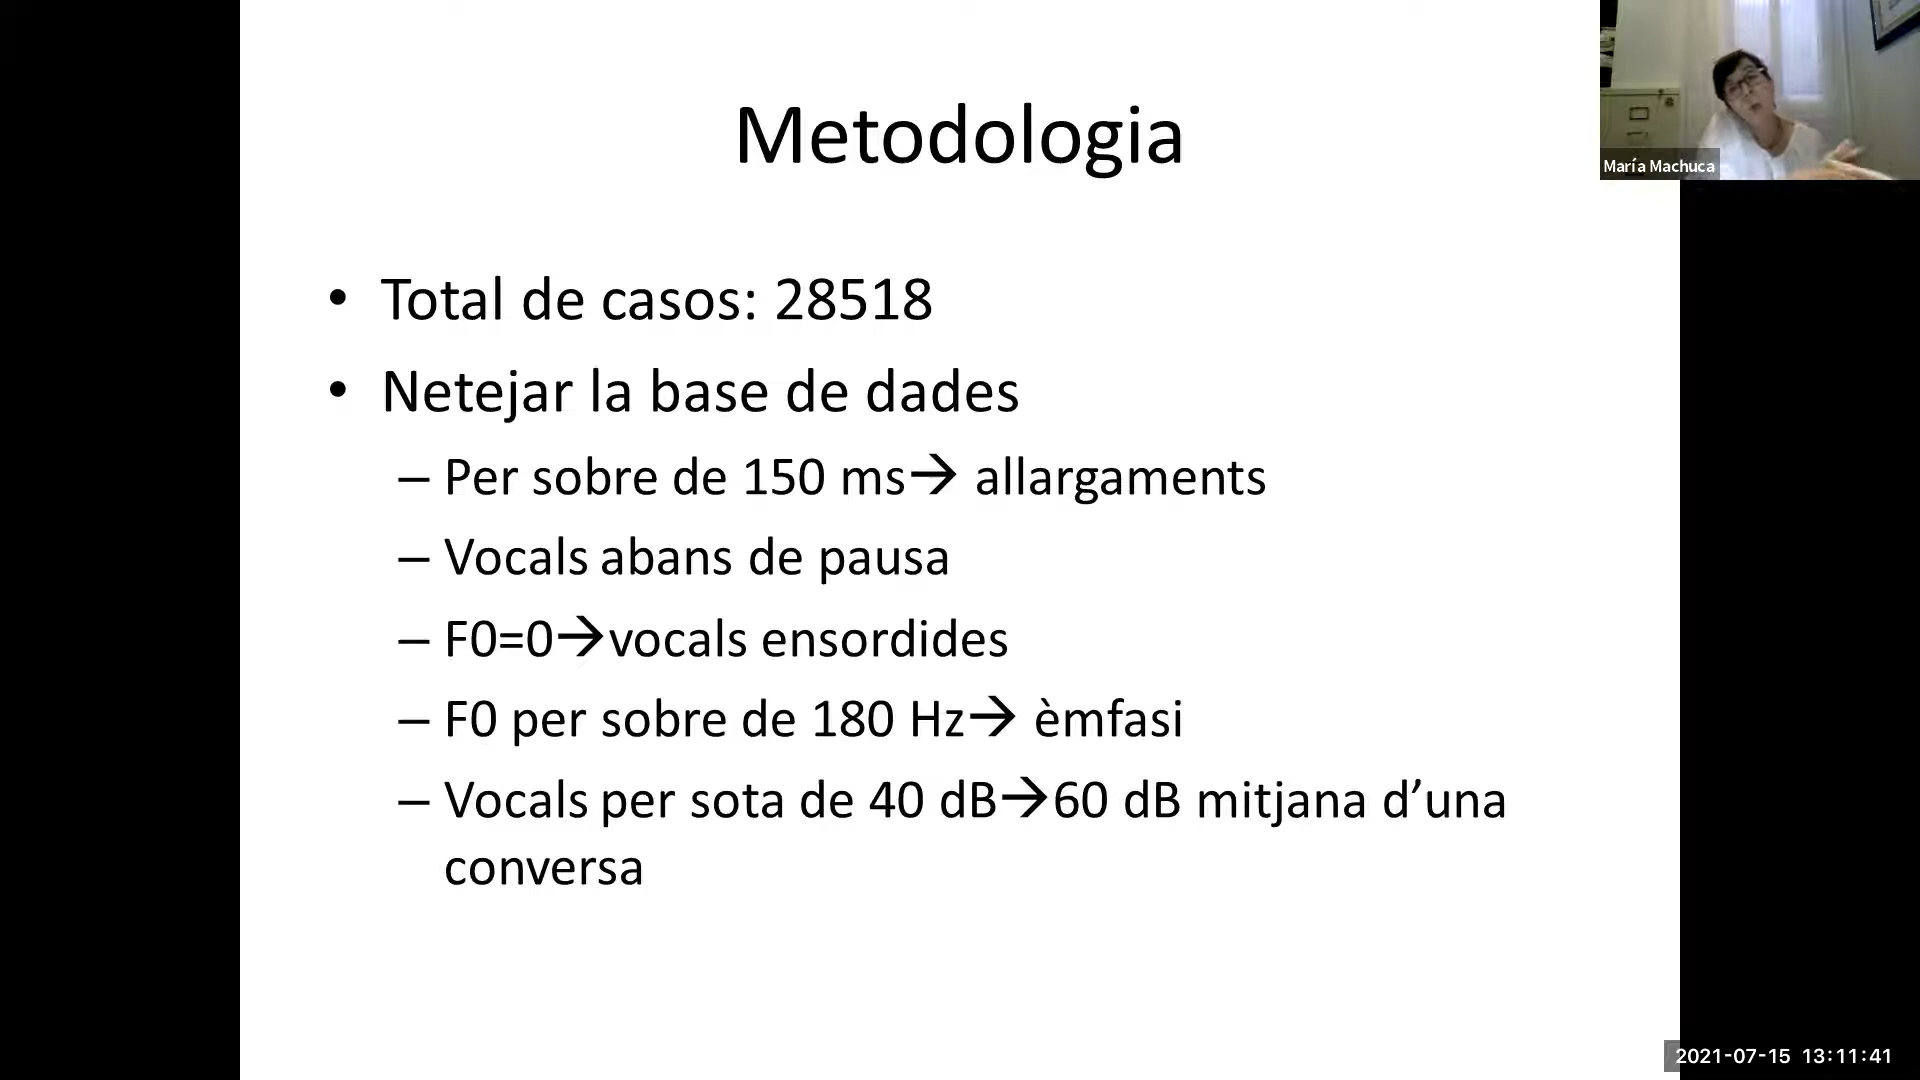 Metodologia
María Machuca
• Total de casos: 28518
• Netejar la base de dades
– Per sobre de 150 ms→ allargaments
– Vocals abans de pausa
– F0=0→vocals ensordides
– F0 per sobre de 180 Hz→ èmfasi
– Vocals per sota de 40 dB→60 dB mitjana d’una
conversa
2021-07-15 13:11:41